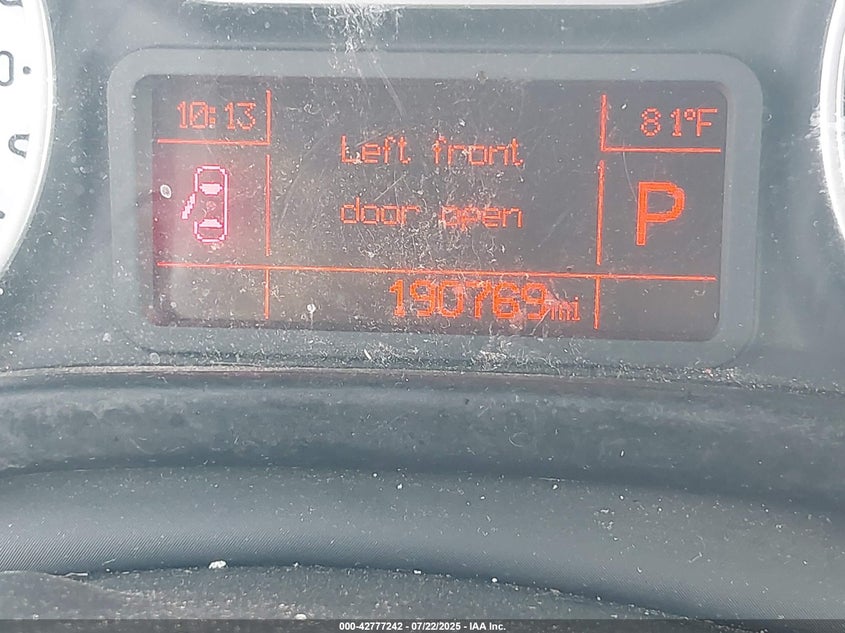 10:13
81°F
Left front
door open
P
190769mi
000-42777242 - 07/22/2025 - IAA Inc.